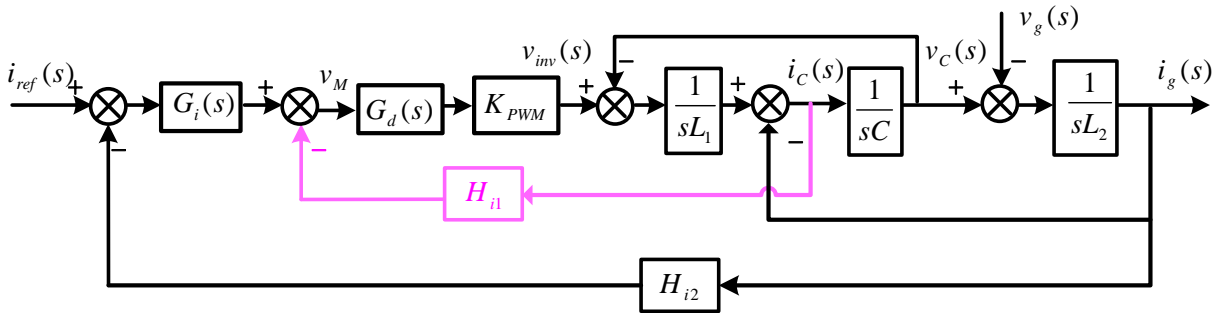 i_ref(s)
+
−
G_i(s)
+
−
v_M
G_d(s)
K_PWM
v_inv(s)
+
−
1/sL_1
+
−
i_C(s)
1/sC
v_C(s)
+
−
v_g(s)
1/sL_2
i_g(s)
H_i1
H_i2